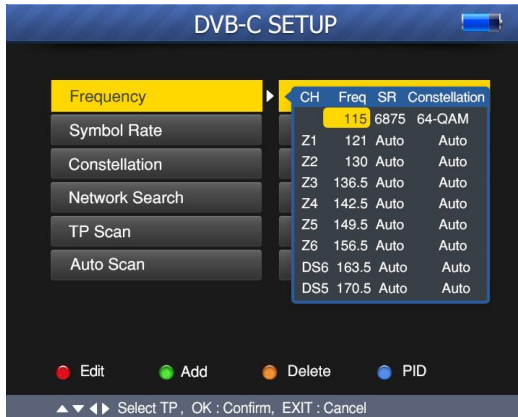 DVB-C SETUP
Frequency
Symbol Rate
Constellation
Network Search
TP Scan
Auto Scan
CH Freq SR Constellation
115 6875 64-QAM
Z1 121 Auto Auto
Z2 130 Auto Auto
Z3 136.5 Auto Auto
Z4 142.5 Auto Auto
Z5 149.5 Auto Auto
Z6 156.5 Auto Auto
DS6 163.5 Auto Auto
DS5 170.5 Auto Auto
Edit Add Delete PID
Select TP, OK : Confirm, EXIT : Cancel